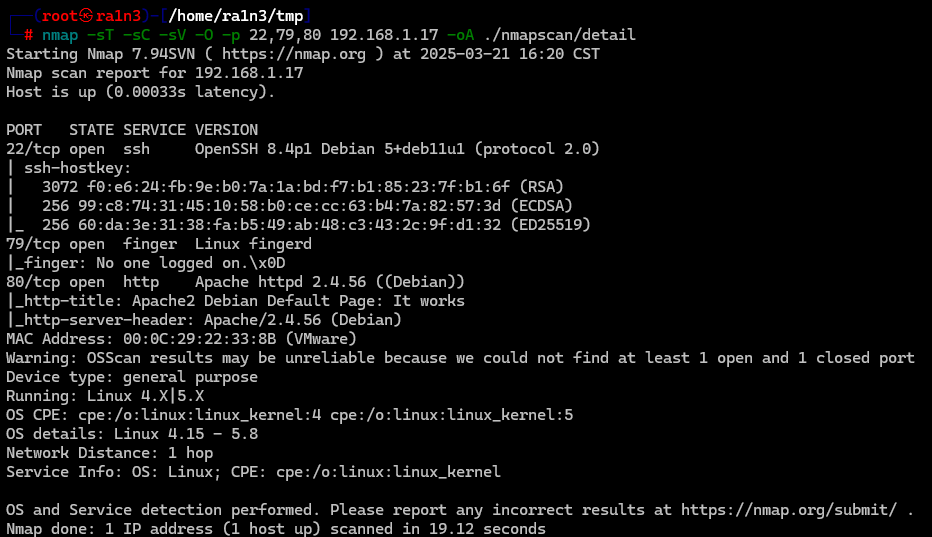 ┌──(root㉿ra1n3)-[/home/ra1n3/tmp]
└─# nmap -sT -sC -sV -O -p 22,79,80 192.168.1.17 -oA ./nmapscan/detail
Starting Nmap 7.94SVN ( https://nmap.org ) at 2025-03-21 16:20 CST
Nmap scan report for 192.168.1.17
Host is up (0.00033s latency).

PORT   STATE SERVICE VERSION
22/tcp open  ssh     OpenSSH 8.4p1 Debian 5+deb11u1 (protocol 2.0)
| ssh-hostkey:
|   3072 f0:e6:24:fb:9e:b0:7a:1a:bd:f7:b1:85:23:7f:b1:6f (RSA)
|   256 99:c8:74:31:45:10:58:b0:ce:cc:63:b4:7a:82:57:3d (ECDSA)
|_  256 60:da:3e:31:38:fa:b5:49:ab:48:c3:43:2c:9f:d1:32 (ED25519)
79/tcp open  finger  Linux fingerd
|_finger: No one logged on.\x0D
80/tcp open  http    Apache httpd 2.4.56 ((Debian))
|_http-title: Apache2 Debian Default Page: It works
|_http-server-header: Apache/2.4.56 (Debian)
MAC Address: 00:0C:29:22:33:8B (VMware)
Warning: OSScan results may be unreliable because we could not find at least 1 open and 1 closed port
Device type: general purpose
Running: Linux 4.X|5.X
OS CPE: cpe:/o:linux:linux_kernel:4 cpe:/o:linux:linux_kernel:5
OS details: Linux 4.15 - 5.8
Network Distance: 1 hop
Service Info: OS: Linux; CPE: cpe:/o:linux:linux_kernel

OS and Service detection performed. Please report any incorrect results at https://nmap.org/submit/ .
Nmap done: 1 IP address (1 host up) scanned in 19.12 seconds